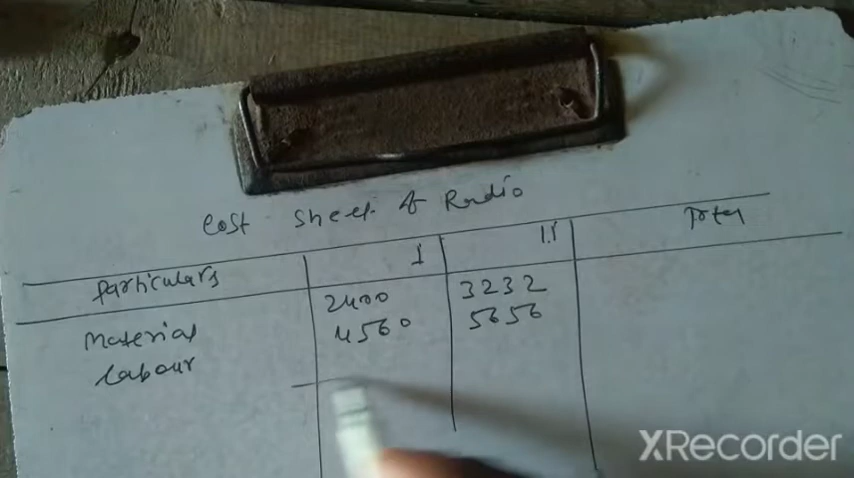 Cost Sheet of Radio
Particulars I II Total
Material 2400 3232
Labour 4560 5656
XRecorder